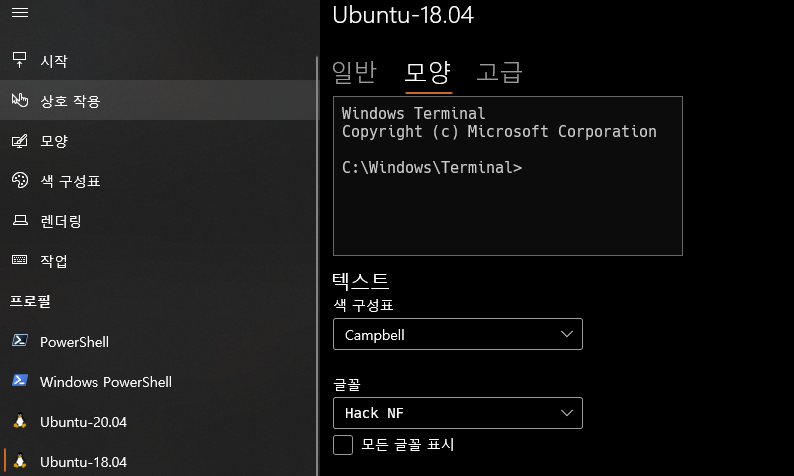 시작
상호 작용
모양
색 구성표
렌더링
작업
프로필
PowerShell
Windows PowerShell
Ubuntu-20.04
Ubuntu-18.04
Ubuntu-18.04
일반 모양 고급
Windows Terminal
Copyright (c) Microsoft Corporation
C:\Windows\Terminal>
텍스트
색 구성표
Campbell
글꼴
Hack NF
모든 글꼴 표시